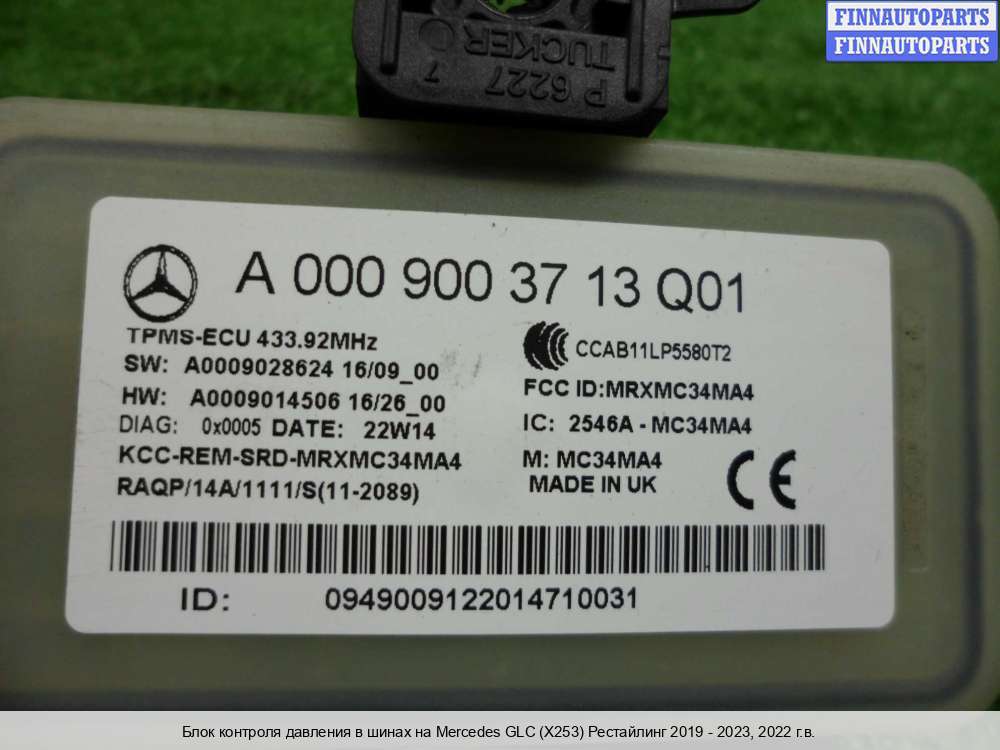 FINNAUTOPARTS
FINNAUTOPARTS
TUCKER
P 6227
7
A 000 900 37 13 Q01
TPMS-ECU 433.92MHz
SW: A0009028624 16/09_00
HW: A0009014506 16/26_00
DIAG: 0x0005 DATE: 22W14
KCC-REM-SRD-MRXMC34MA4
RAQP/14A/1111/S(11-2089)
CCAB11LP5580T2
FCC ID:MRXMC34MA4
IC: 2546A - MC34MA4
M: MC34MA4
MADE IN UK
CE
ID: 0949009122014710031
Блок контроля давления в шинах на Mercedes GLC (X253) Рестайлинг 2019 - 2023, 2022 г.в.